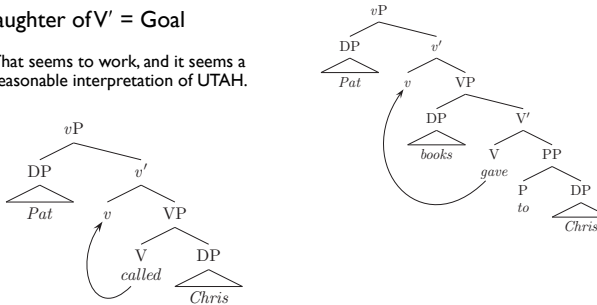 aughter of V′ = Goal
That seems to work, and it seems a
easonable interpretation of UTAH.
vP
DP v′
Pat v VP
V DP
called Chris
vP
DP v′
Pat v VP
DP V′
books V PP
gave P DP
to Chris